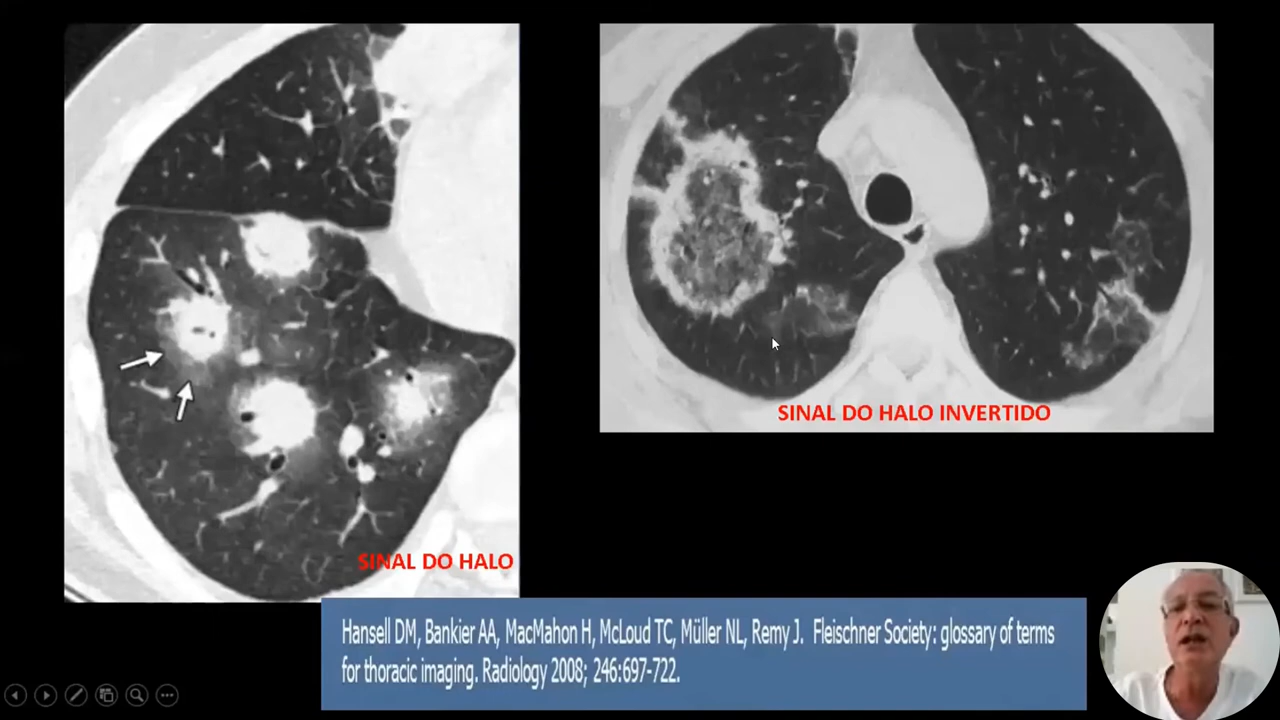 SINAL DO HALO INVERTIDO
SINAL DO HALO
Hansell DM, Bankier AA, MacMahon H, McLoud TC, Müller NL, Remy J. Fleischner Society: glossary of terms
for thoracic imaging. Radiology 2008; 246:697-722.